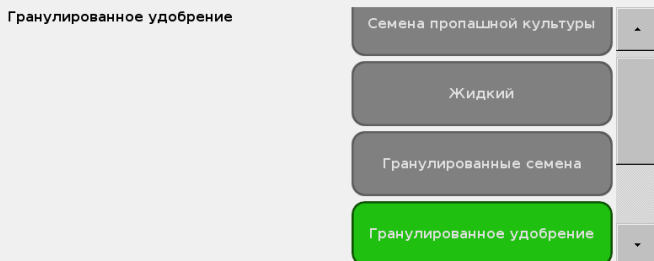 Гранулированное удобрение
Семена пропашной культуры
Жидкий
Гранулированные семена
Гранулированное удобрение